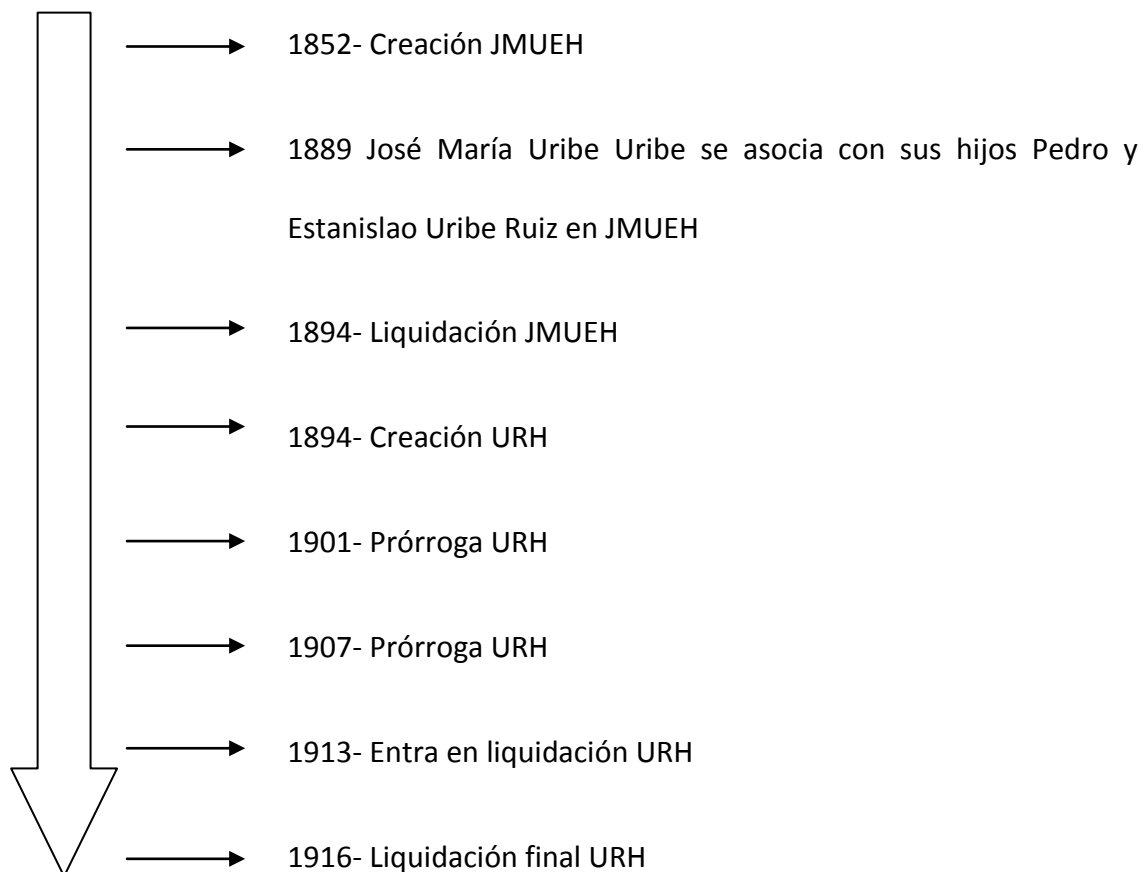 1852- Creación JMUEH
1889 José María Uribe Uribe se asocia con sus hijos Pedro y
Estanislao Uribe Ruiz en JMUEH
1894- Liquidación JMUEH
1894- Creación URH
1901- Prórroga URH
1907- Prórroga URH
1913- Entra en liquidación URH
1916- Liquidación final URH